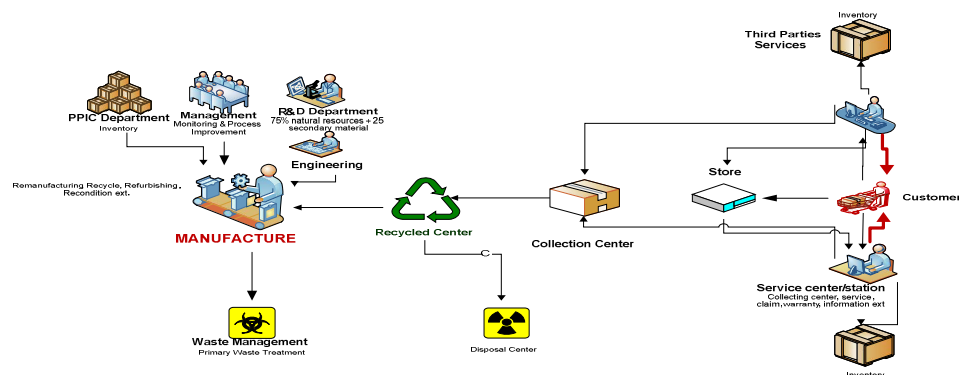 Inventory
Third Parties
Services
PPIC Department
Inventory
Management
Monitoring & Process
Improvement
R&D Department
75% natural resources + 25
secondary material
Engineering
Remanufacturing Recycle, Refurbishing,
Recondition ext.
MANUFACTURE
Recycled Center
Collection Center
Store
Customer
C
Service center/station
Collecting center, service,
claim,warranty, information ext
Waste Management
Primary Waste Treatment
Disposal Center
Inventory